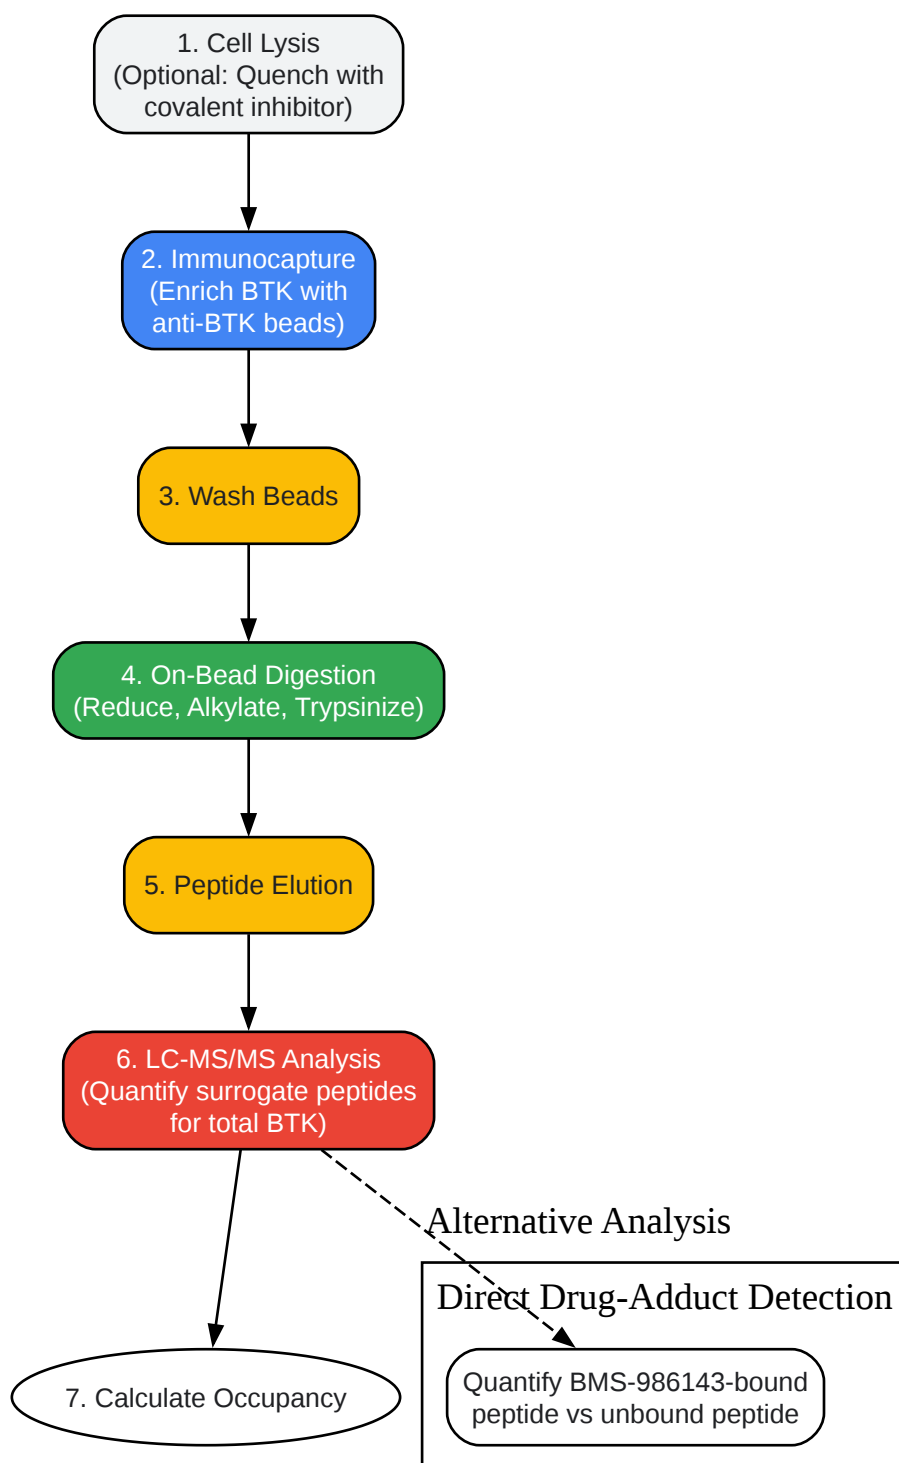 1. Cell Lysis
(Optional: Quench with
covalent inhibitor)
2. Immunocapture
(Enrich BTK with
anti-BTK beads)
3. Wash Beads
4. On-Bead Digestion
(Reduce, Alkylate, Trypsinize)
5. Peptide Elution
6. LC-MS/MS Analysis
(Quantify surrogate peptides
for total BTK)
Alternative Analysis
Direct Drug-Adduct Detection
7. Calculate Occupancy
Quantify BMS-986143-bound
peptide vs unbound peptide